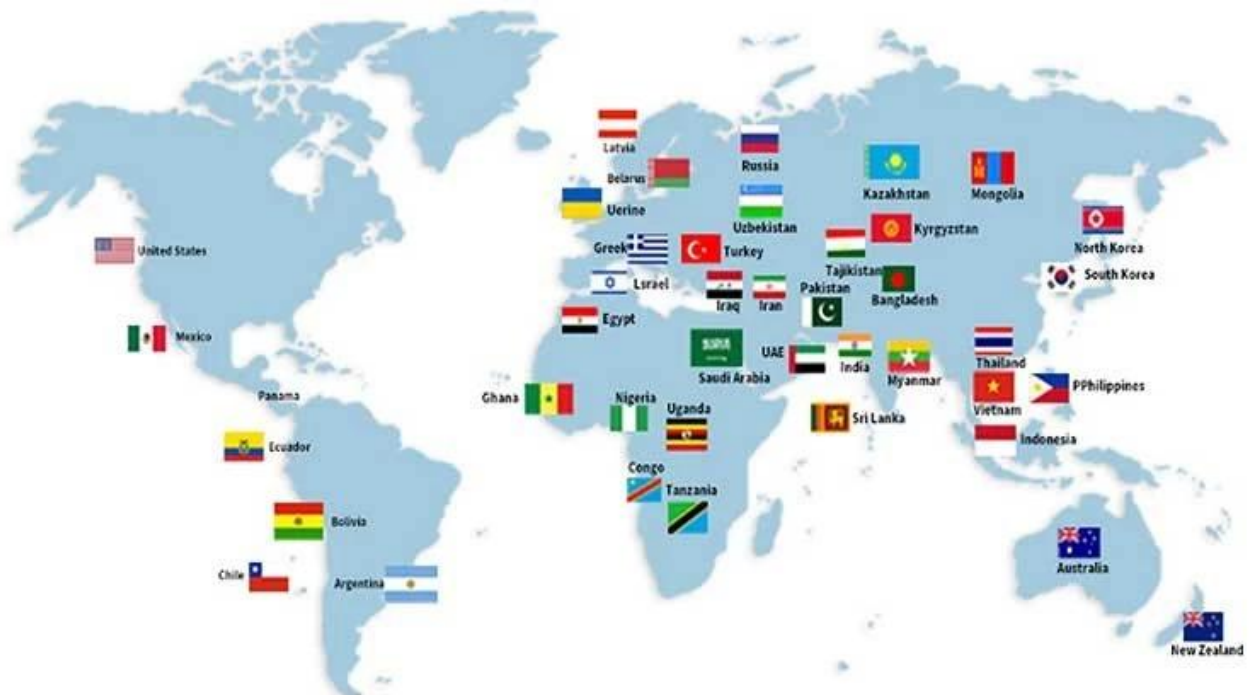 Latvia
Russia
Belarus
Kazakhstan
Mongolia
Uerine
Uzbekistan
Kyrgyzstan
North Korea
United States
Greek
Turkey
Tajikistan
South Korea
Lsrael
Iraq
Iran
Pakistan
Bangladesh
Egypt
Mexico
Saudi Arabia
UAE
India
Myanmar
Thailand
Panama
Ghana
Nigeria
Uganda
Sri Lanka
Vietnam
PPhilippines
Ecuador
Indonesia
Congo
Tanzania
Bolivia
Chile
Argentina
Australia
New Zealand